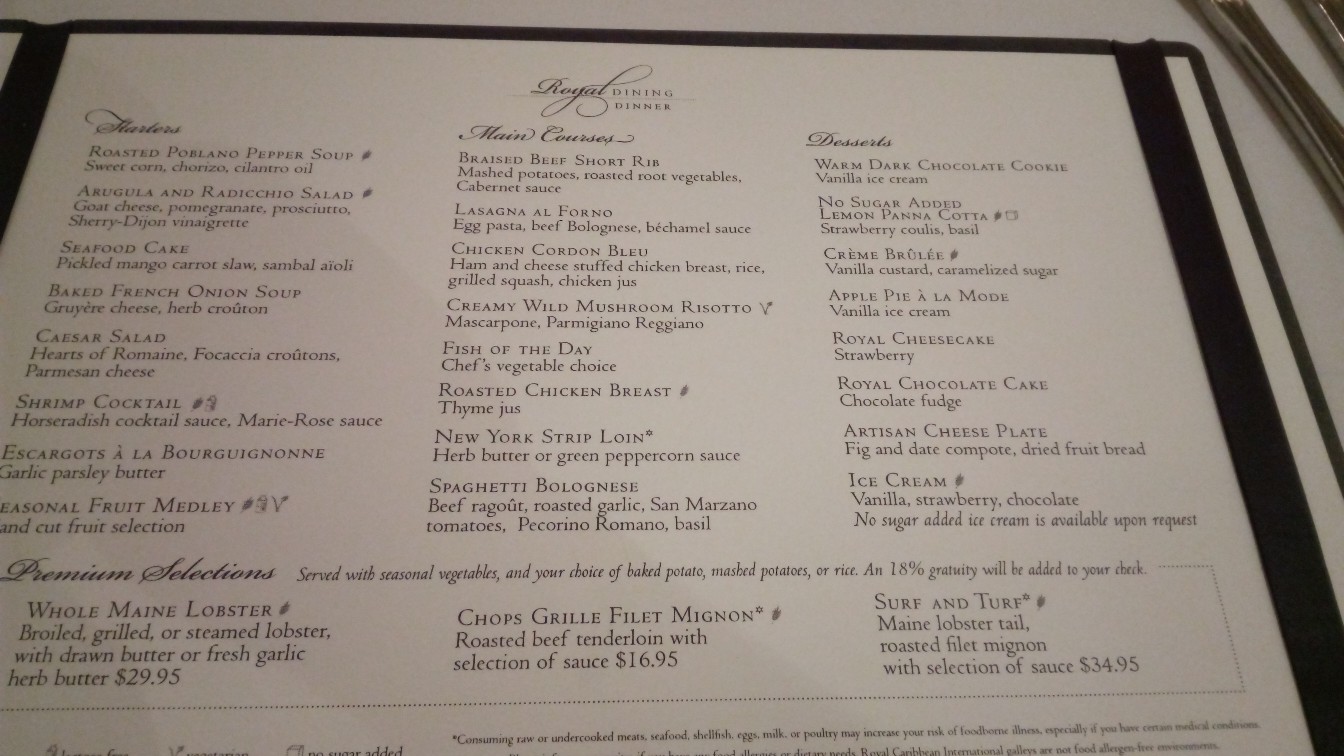 Royal DINING
DINNER
Starters
ROASTED POBLANO PEPPER SOUP
Sweet corn, chorizo, cilantro oil
ARUGULA AND RADICCHIO SALAD
Goat cheese, pomegranate, prosciutto,
Sherry-Dijon vinaigrette
SEAFOOD CAKE
Pickled mango carrot slaw, sambal aïoli
BAKED FRENCH ONION SOUP
Gruyère cheese, herb croûton
CAESAR SALAD
Hearts of Romaine, Focaccia croûtons,
Parmesan cheese
SHRIMP COCKTAIL
Horseradish cocktail sauce, Marie-Rose sauce
ESCARGOTS À LA BOURGUIGNONNE
Garlic parsley butter
EASONAL FRUIT MEDLEY
and cut fruit selection
Main Courses
BRAISED BEEF SHORT RIB
Mashed potatoes, roasted root vegetables,
Cabernet sauce
LASAGNA AL FORNO
Egg pasta, beef Bolognese, béchamel sauce
CHICKEN CORDON BLEU
Ham and cheese stuffed chicken breast, rice,
grilled squash, chicken jus
CREAMY WILD MUSHROOM RISOTTO
Mascarpone, Parmigiano Reggiano
FISH OF THE DAY
Chef's vegetable choice
ROASTED CHICKEN BREAST
Thyme jus
NEW YORK STRIP LOIN*
Herb butter or green peppercorn sauce
SPAGHETTI BOLOGNESE
Beef ragoût, roasted garlic, San Marzano
tomatoes, Pecorino Romano, basil
Desserts
WARM DARK CHOCOLATE COOKIE
Vanilla ice cream
NO SUGAR ADDED
LEMON PANNA COTTA
Strawberry coulis, basil
CRÈME BRÛLÉE
Vanilla custard, caramelized sugar
APPLE PIE À LA MODE
Vanilla ice cream
ROYAL CHEESECAKE
Strawberry
ROYAL CHOCOLATE CAKE
Chocolate fudge
ARTISAN CHEESE PLATE
Fig and date compote, dried fruit bread
ICE CREAM
Vanilla, strawberry, chocolate
No sugar added ice cream is available upon request
Premium Selections Served with seasonal vegetables, and your choice of baked potato, mashed potatoes, or rice. An 18% gratuity will be added to your check.
WHOLE MAINE LOBSTER
Broiled, grilled, or steamed lobster,
with drawn butter or fresh garlic
herb butter $29.95
CHOPS GRILLE FILET MIGNON*
Roasted beef tenderloin with
selection of sauce $16.95
SURF AND TURF*
Maine lobster tail,
roasted filet mignon
with selection of sauce $34.95
*Consuming raw or undercooked meats, seafood, shellfish, eggs, milk, or poultry may increase your risk of foodborne illness, especially if you have certain medical conditions.
vegetarian no sugar added
food allergies or dietary needs. Royal Caribbean International galleys are not food allergen-free environments.